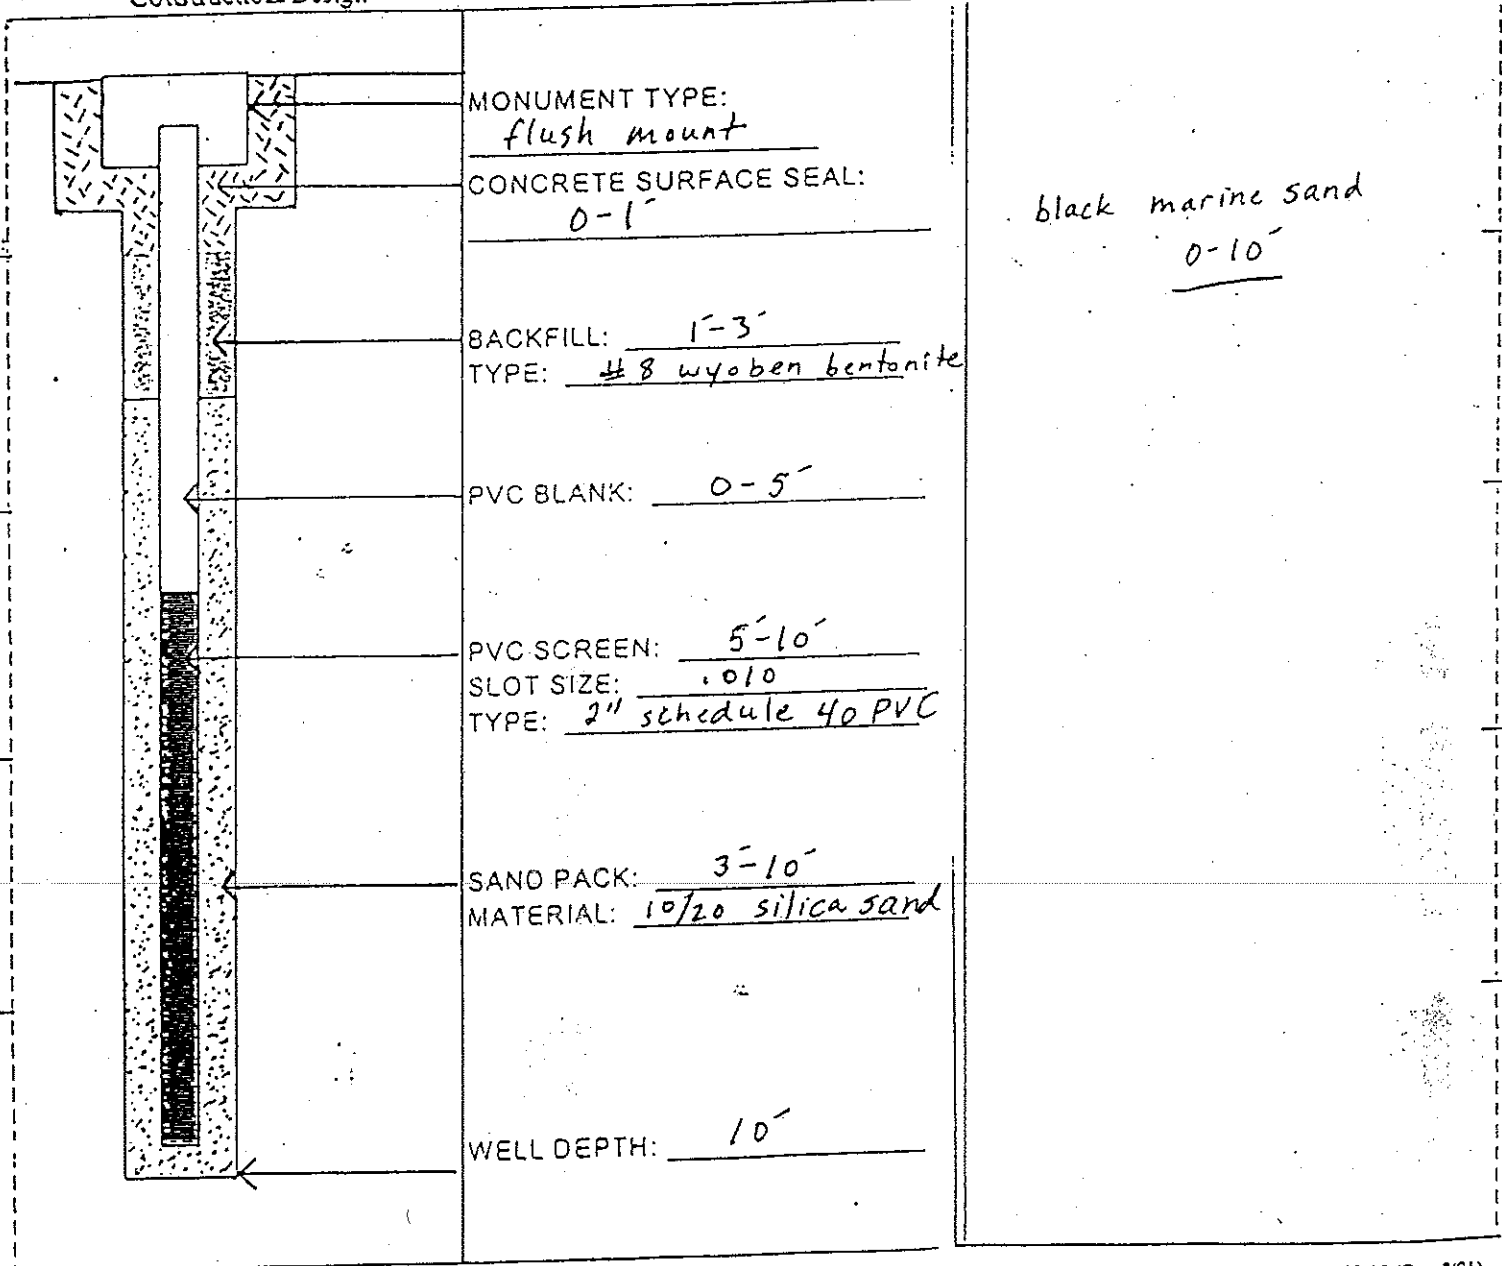 MONUMENT TYPE:
flush mount
CONCRETE SURFACE SEAL:
0-1'
BACKFILL: 1'-3'
TYPE: #8 wyoben bentonite
PVC BLANK: 0-5'
PVC SCREEN: 5'-10'
SLOT SIZE: .010
TYPE: 2" schedule 40 PVC
SAND PACK: 3'-10'
MATERIAL: 10/20 silica sand
WELL DEPTH: 10'
black marine sand
0-10'